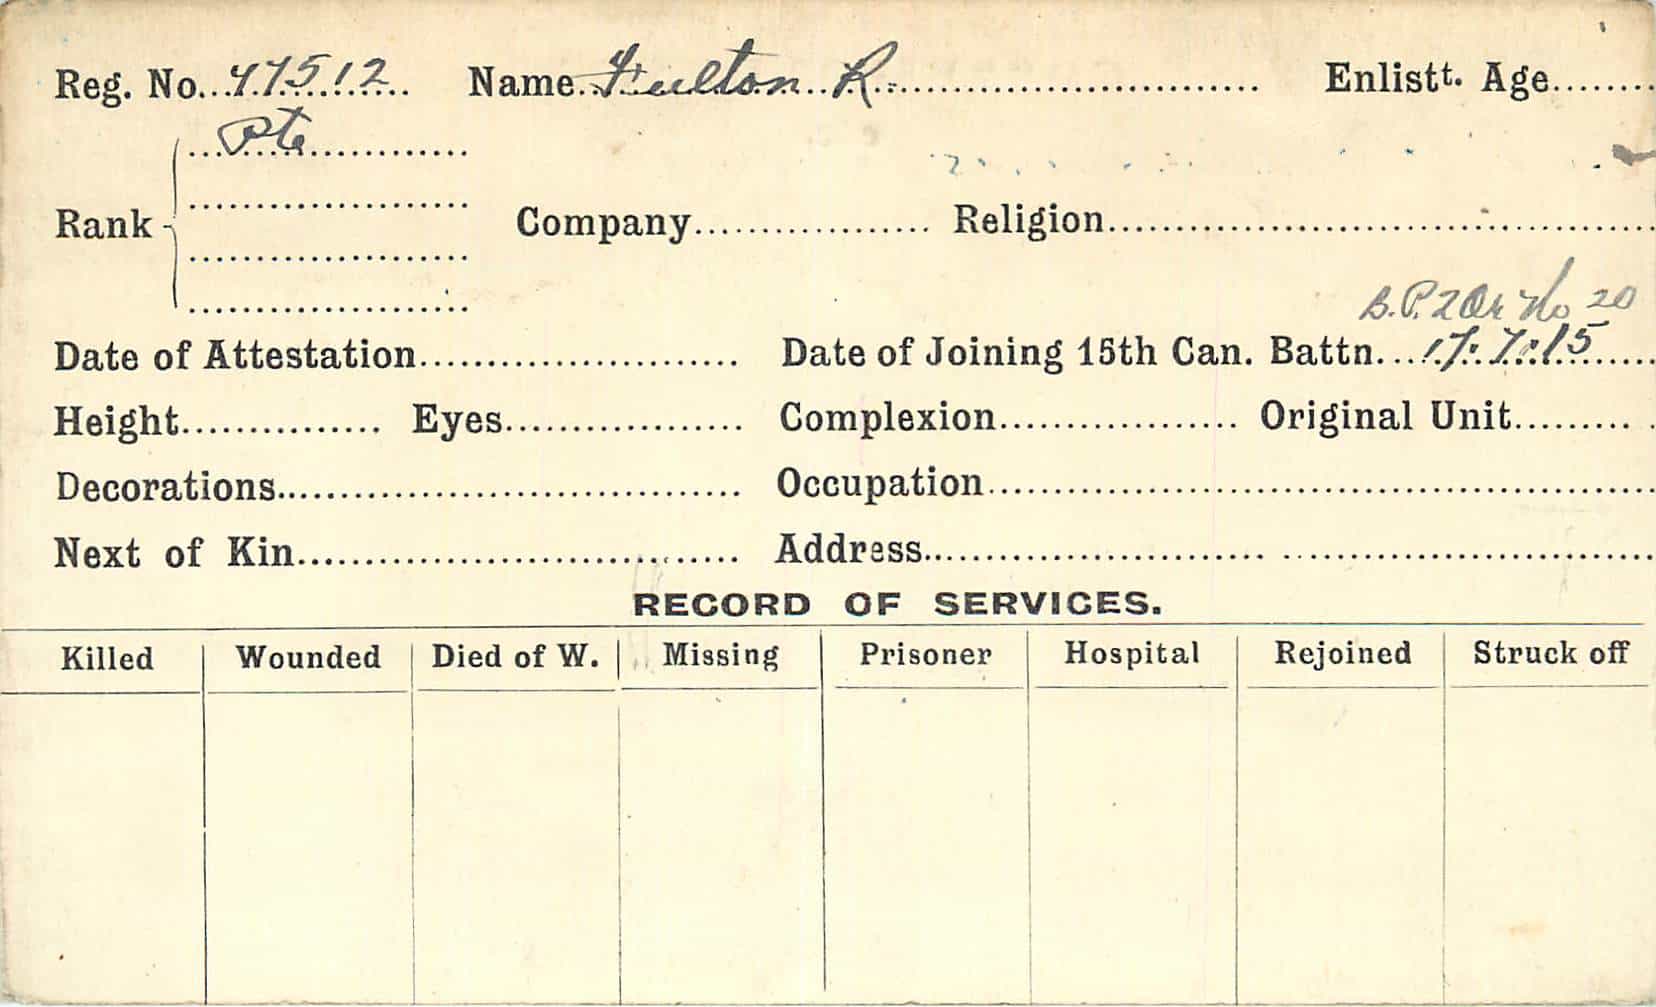 Reg. No. 47512 Name Fulton R. Enlistt. Age
Pte
Rank Company Religion
B.P. 2 Or No 20
Date of Attestation Date of Joining 15th Can. Battn. 17.7.15
Height Eyes Complexion Original Unit
Decorations Occupation
Next of Kin Address
RECORD OF SERVICES.
Killed Wounded Died of W. Missing Prisoner Hospital Rejoined Struck off